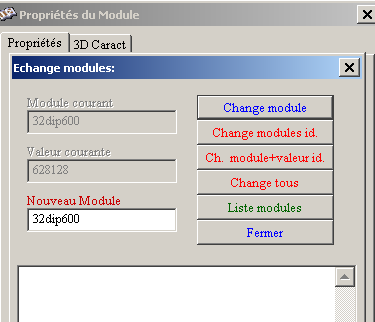 Propriétés du Module
Propriétés
3D Caract
Echange modules:
Module courant
32dip600
Valeur courante
628128
Nouveau Module
32dip600
Change module
Change modules id.
Ch. module+valeur id.
Change tous
Liste modules
Fermer